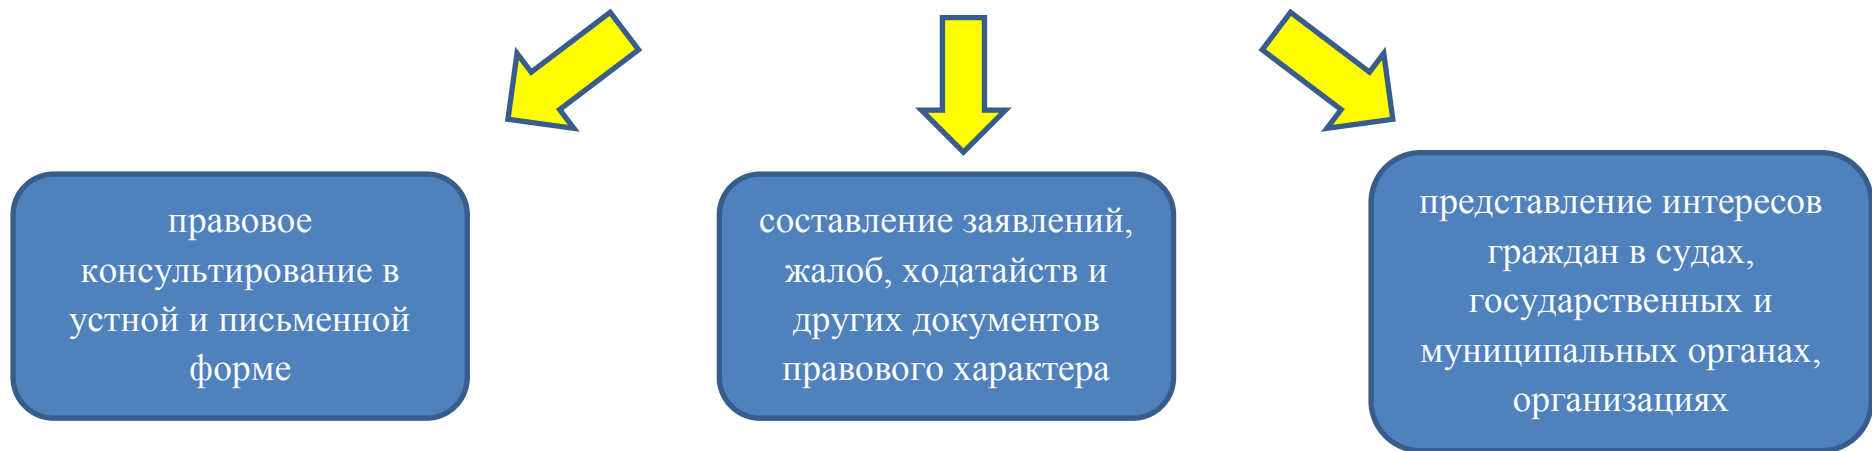 правовое
консультирование в
устной и письменной
форме
составление заявлений,
жалоб, ходатайств и
других документов
правового характера
представление интересов
граждан в судах,
государственных и
муниципальных органах,
организациях